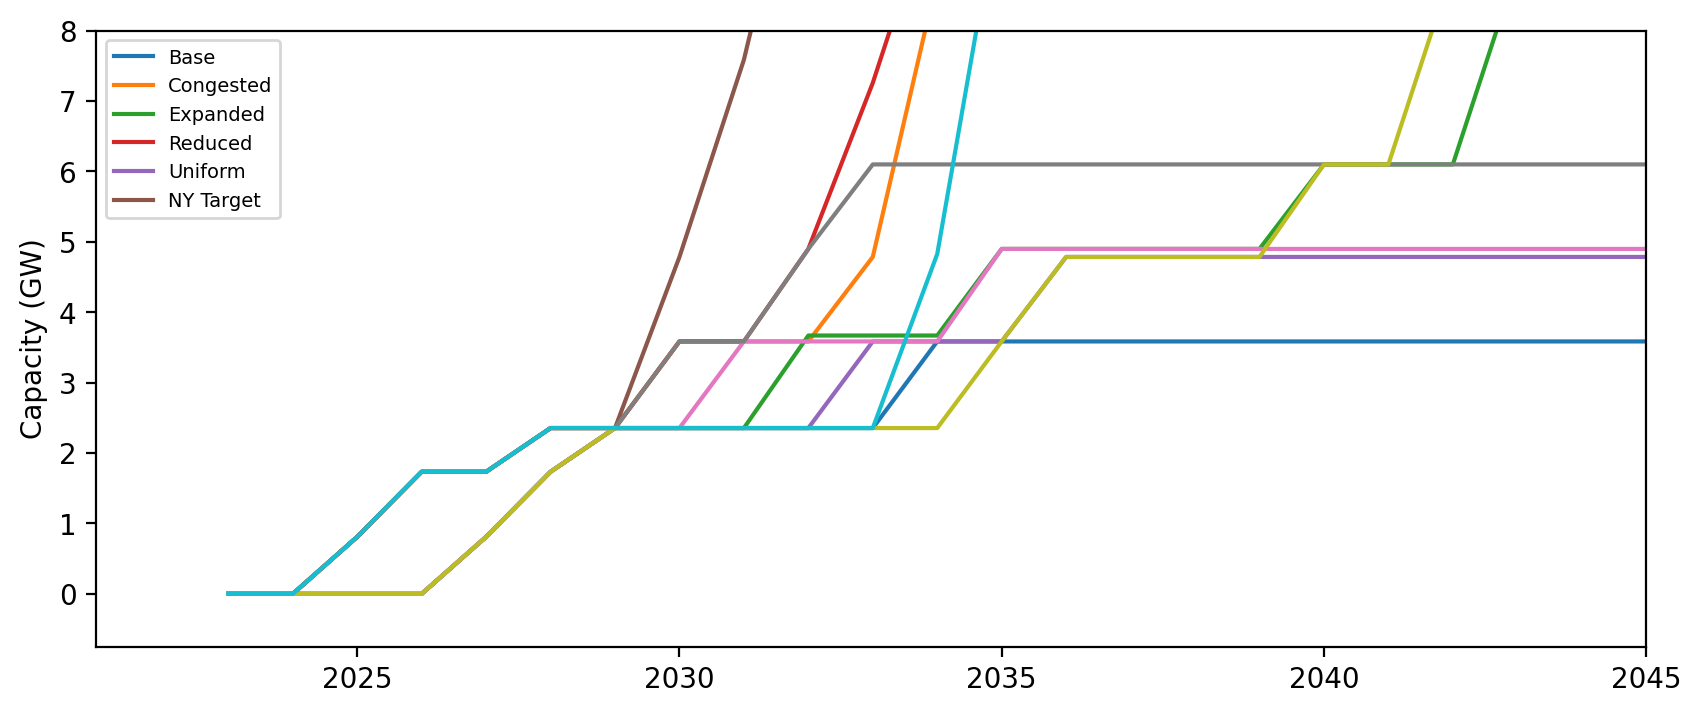 Capacity (GW)
8
7
6
5
4
3
2
1
0
Base
Congested
Expanded
Reduced
Uniform
NY Target
2025
2030
2035
2040
2045